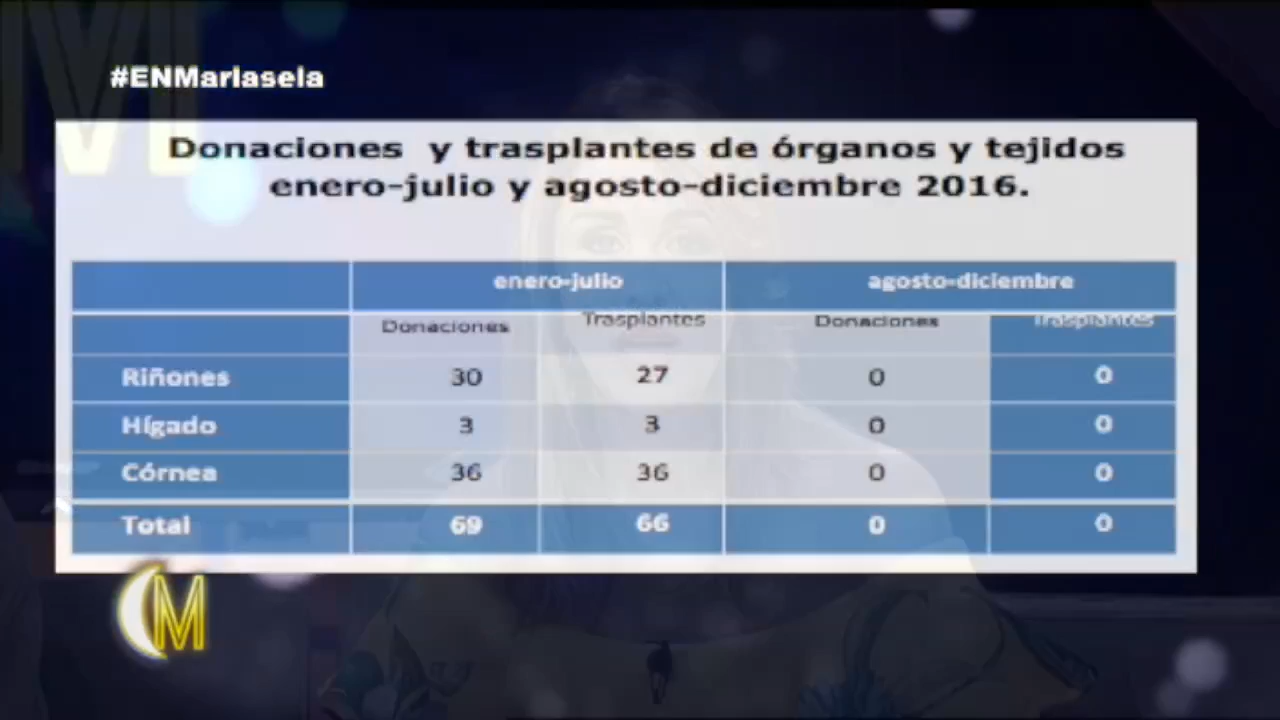 #ENMariasela
Donaciones y trasplantes de órganos y tejidos
enero-julio y agosto-diciembre 2016.
enero-julio agosto-diciembre
Donaciones Trasplantes Donaciones Trasplantes
Riñones 30 27 0 0
Hígado 3 3 0 0
Córnea 36 36 0 0
Total 69 66 0 0
M